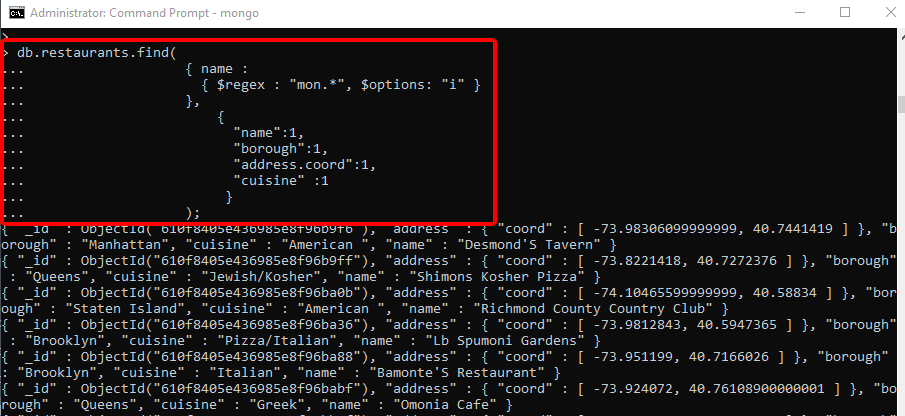 Administrator: Command Prompt - mongo
>
> db.restaurants.find(
... { name :
... { $regex : "mon.*", $options: "i" }
... },
... {
... "name":1,
... "borough":1,
... "address.coord":1,
... "cuisine" :1
... }
... );
{ "_id" : ObjectId("610f8405e436985e8f96b9f6"), "address" : { "coord" : [ -73.98306099999999, 40.7441419 ] }, "b
orough" : "Manhattan", "cuisine" : "American ", "name" : "Desmond'S Tavern" }
{ "_id" : ObjectId("610f8405e436985e8f96b9ff"), "address" : { "coord" : [ -73.8221418, 40.7272376 ] }, "borough"
: "Queens", "cuisine" : "Jewish/Kosher", "name" : "Shimons Kosher Pizza" }
{ "_id" : ObjectId("610f8405e436985e8f96ba0b"), "address" : { "coord" : [ -74.10465599999999, 40.58834 ] }, "bor
ough" : "Staten Island", "cuisine" : "American ", "name" : "Richmond County Country Club" }
{ "_id" : ObjectId("610f8405e436985e8f96ba36"), "address" : { "coord" : [ -73.9812843, 40.5947365 ] }, "borough"
: "Brooklyn", "cuisine" : "Pizza/Italian", "name" : "Lb Spumoni Gardens" }
{ "_id" : ObjectId("610f8405e436985e8f96ba88"), "address" : { "coord" : [ -73.951199, 40.7166026 ] }, "borough"
: "Brooklyn", "cuisine" : "Italian", "name" : "Bamonte'S Restaurant" }
{ "_id" : ObjectId("610f8405e436985e8f96babf"), "address" : { "coord" : [ -73.924072, 40.76108900000001 ] }, "bo
rough" : "Queens", "cuisine" : "Greek", "name" : "Omonia Cafe" }